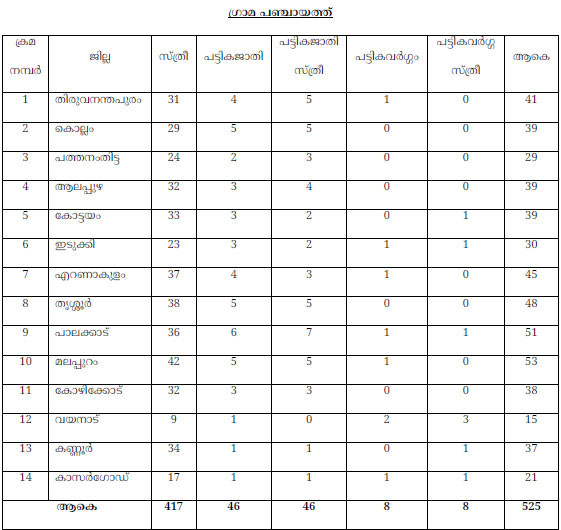 ഗ്രാമ പഞ്ചായത്ത്
ക്രമ നമ്പർ ജില്ല സ്ത്രീ പട്ടികജാതി പട്ടികജാതി സ്ത്രീ പട്ടികവർഗ്ഗം പട്ടികവർഗ്ഗ സ്ത്രീ ആകെ
1 തിരുവനന്തപുരം 31 4 5 1 0 41
2 കൊല്ലം 29 5 5 0 0 39
3 പത്തനംതിട്ട 24 2 3 0 0 29
4 ആലപ്പുഴ 32 3 4 0 0 39
5 കോട്ടയം 33 3 2 0 1 39
6 ഇടുക്കി 23 3 2 1 1 30
7 എറണാകുളം 37 4 3 1 0 45
8 തൃശ്ശൂർ 38 5 5 0 0 48
9 പാലക്കാട് 36 6 7 1 1 51
10 മലപ്പുറം 42 5 5 1 0 53
11 കോഴിക്കോട് 32 3 3 0 0 38
12 വയനാട് 9 1 0 2 3 15
13 കണ്ണൂർ 34 1 1 0 1 37
14 കാസർഗോഡ് 17 1 1 1 1 21
ആകെ 417 46 46 8 8 525